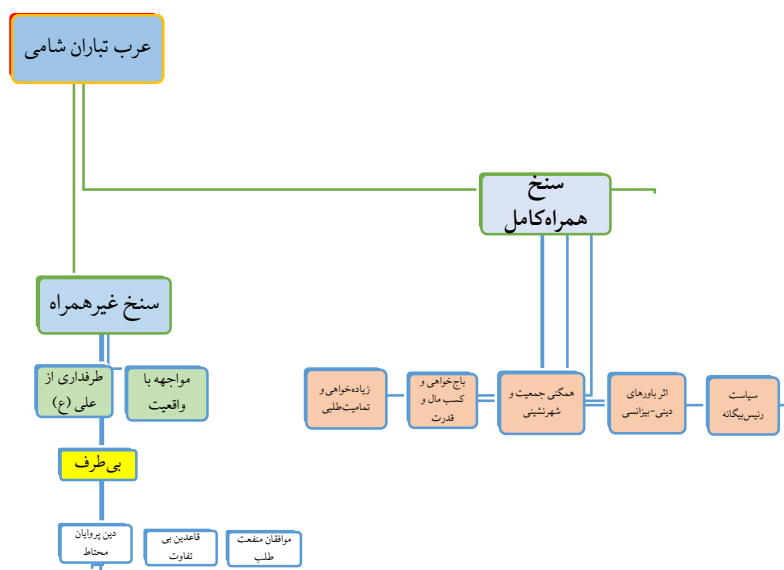 عرب تباران شامی
سنخ
همراه‌کامل
سنخ غیرهمراه
طرفداری از
علی (ع)
مواجهه با
واقعیت
سیاست
رئیس‌بیگانه
اثر باورهای
دینی-بیزانسی
همگنی جمعیت و
شهرنشینی
باج‌خواهی و
کسب مال و
قدرت
زیاده‌خواهی و
تمامیت‌طلبی
بی‌طرف
موافقان منفعت
طلب
قاعدین بی
تفاوت
دین پروایان
محتاط